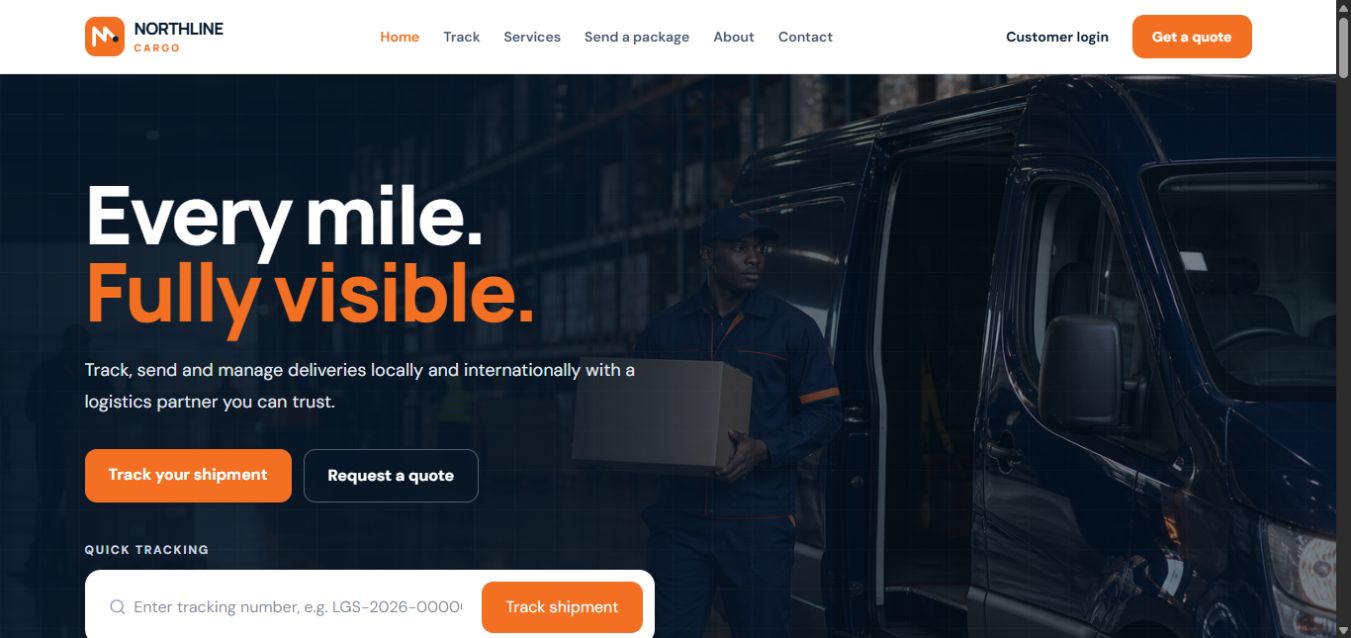 NORTHLINE
CARGO
Home
Track
Services
Send a package
About
Contact
Customer login
Get a quote
Every mile.
Fully visible.
Track, send and manage deliveries locally and internationally with a
logistics partner you can trust.
Track your shipment
Request a quote
QUICK TRACKING
Enter tracking number, e.g. LGS-2026-0000
Track shipment